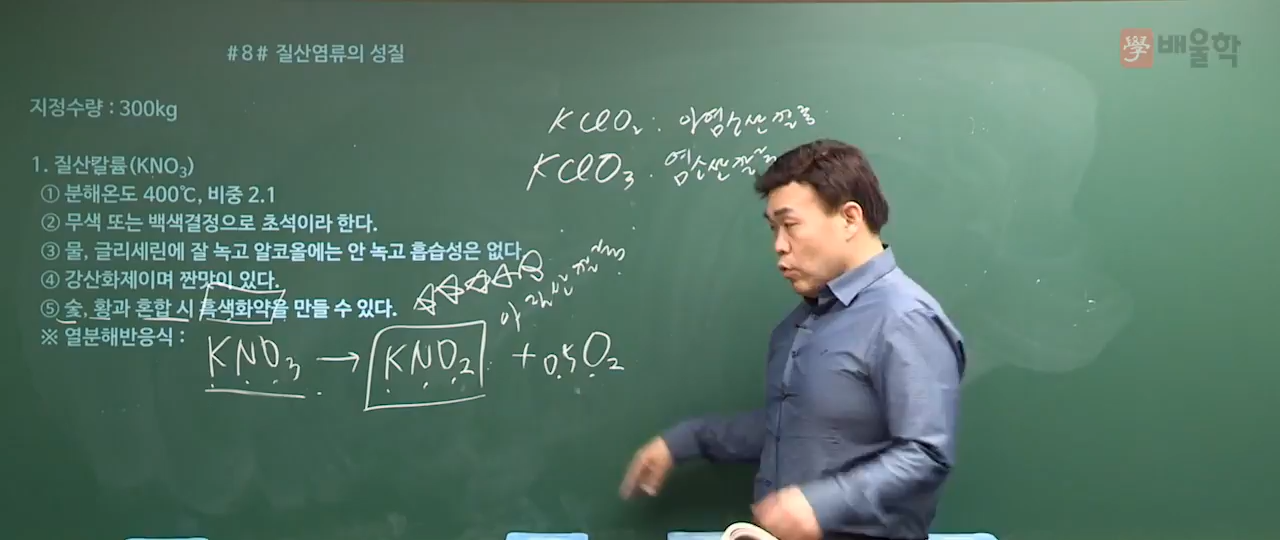 #8# 질산염류의 성질
學 배울학
지정수량 : 300kg
KClO₂ : 아염소산칼륨
KClO₃ . 염소산칼
1. 질산칼륨(KNO₃)
① 분해온도 400℃, 비중 2.1
② 무색 또는 백색결정으로 초석이라 한다.
③ 물, 글리세린에 잘 녹고 알코올에는 안 녹고 흡습성은 없다.
④ 강산화제이며 짠맛이 있다.
⑤ 숯, 황과 혼합 시 흑색화약을 만들 수 있다.
아질산칼륨
※ 열분해반응식 :
KNO₃ → KNO₂ + 0.5O₂